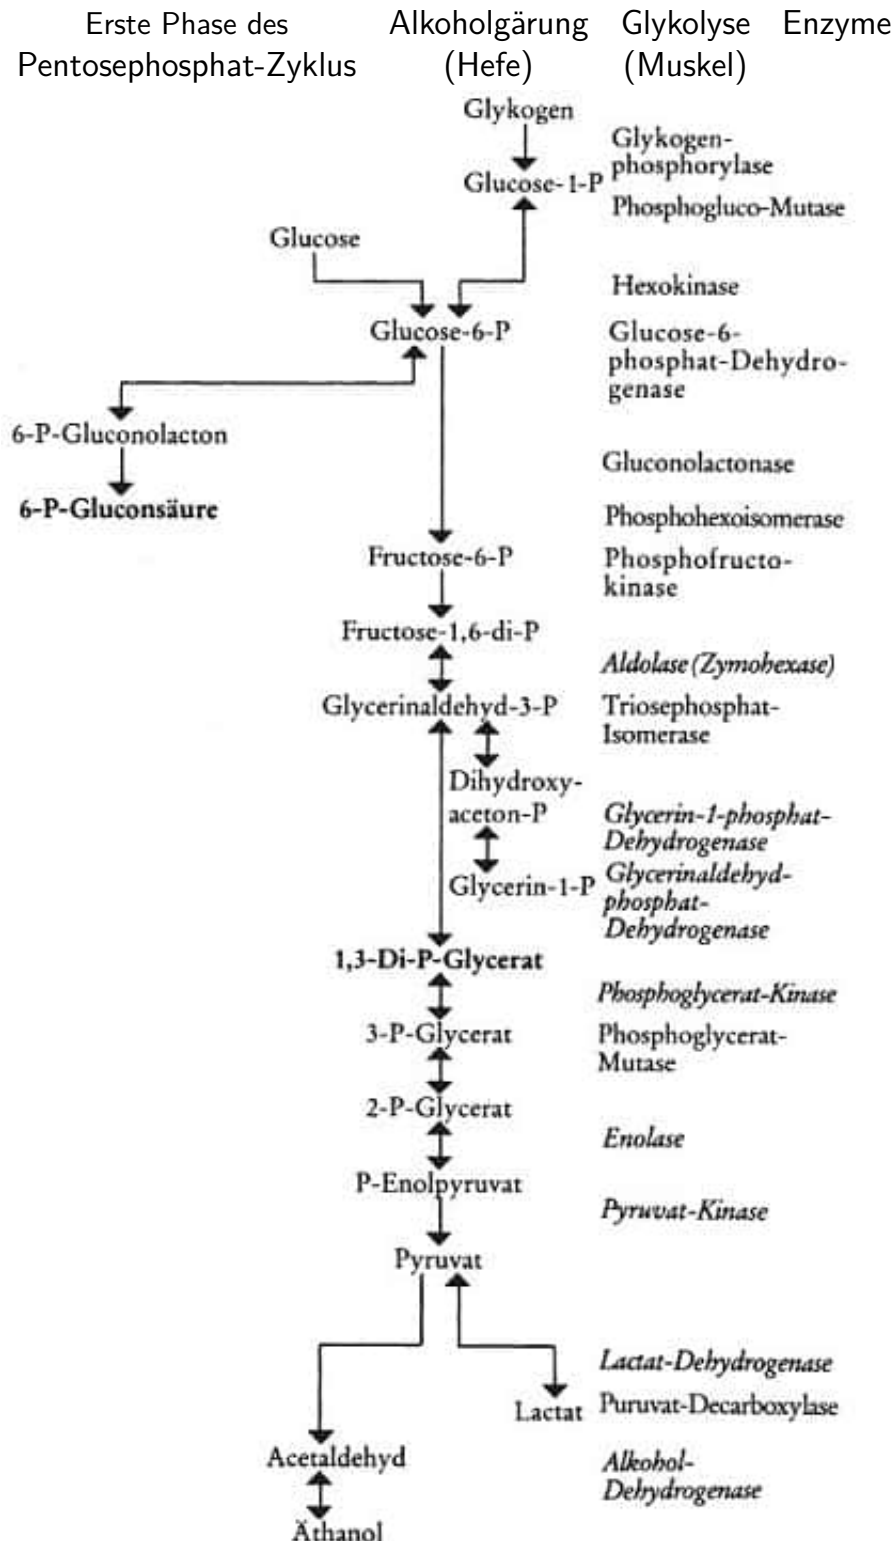 Erste Phase des Alkoholgärung Glykolyse Enzyme
Pentosephosphat-Zyklus (Hefe) (Muskel)
Glykogen
Glykogen-
phosphorylase
Glucose-1-P
Phosphogluco-Mutase
Glucose
Hexokinase
Glucose-6-P
Glucose-6-
phosphat-Dehydro-
genase
6-P-Gluconolacton
Gluconolactonase
6-P-Gluconsäure
Phosphohexoisomerase
Fructose-6-P
Phosphofructo-
kinase
Fructose-1,6-di-P
Aldolase (Zymohexase)
Glycerinaldehyd-3-P
Triosephosphat-
Isomerase
Dihydroxy-
aceton-P
Glycerin-1-phosphat-
Dehydrogenase
Glycerin-1-P
Glycerinaldehyd-
phosphat-
Dehydrogenase
1,3-Di-P-Glycerat
Phosphoglycerat-Kinase
3-P-Glycerat
Phosphoglycerat-
Mutase
2-P-Glycerat
Enolase
P-Enolpyruvat
Pyruvat-Kinase
Pyruvat
Lactat-Dehydrogenase
Lactat
Puruvat-Decarboxylase
Acetaldehyd
Alkohol-
Dehydrogenase
Äthanol